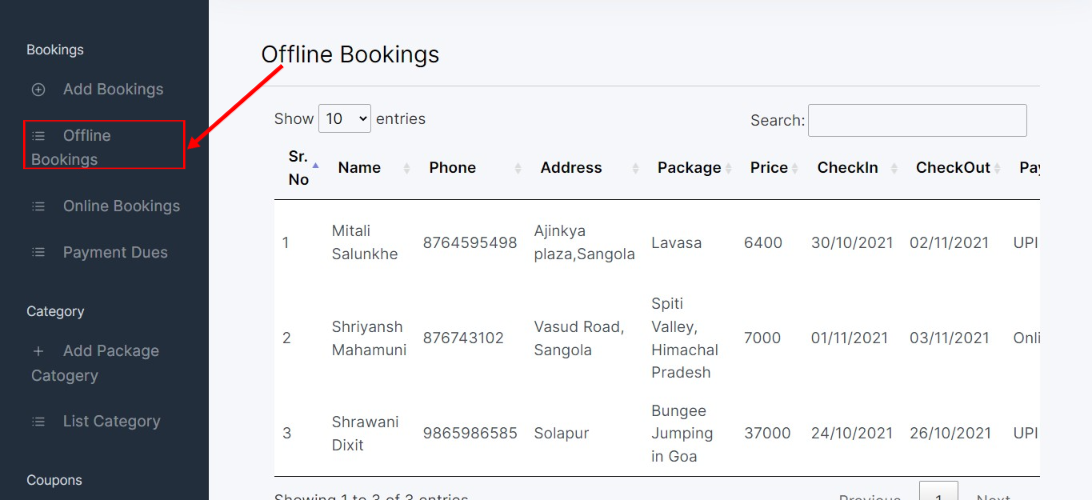 Bookings
Add Bookings
Offline
Bookings
Online Bookings
Payment Dues
Category
Add Package
Catogery
List Category
Coupons
Offline Bookings
Show 10 entries
Search:
Sr. No Name Phone Address Package Price CheckIn CheckOut Pay
1 Mitali Salunkhe 8764595498 Ajinkya plaza,Sangola Lavasa 6400 30/10/2021 02/11/2021 UPI
2 Shriyansh Mahamuni 876743102 Vasud Road, Sangola Spiti Valley, Himachal Pradesh 7000 01/11/2021 03/11/2021 Onli
3 Shrawani Dixit 9865986585 Solapur Bungee Jumping in Goa 37000 24/10/2021 26/10/2021 UPI
Showing 1 to 3 of 3 entries
Previous 1 Next